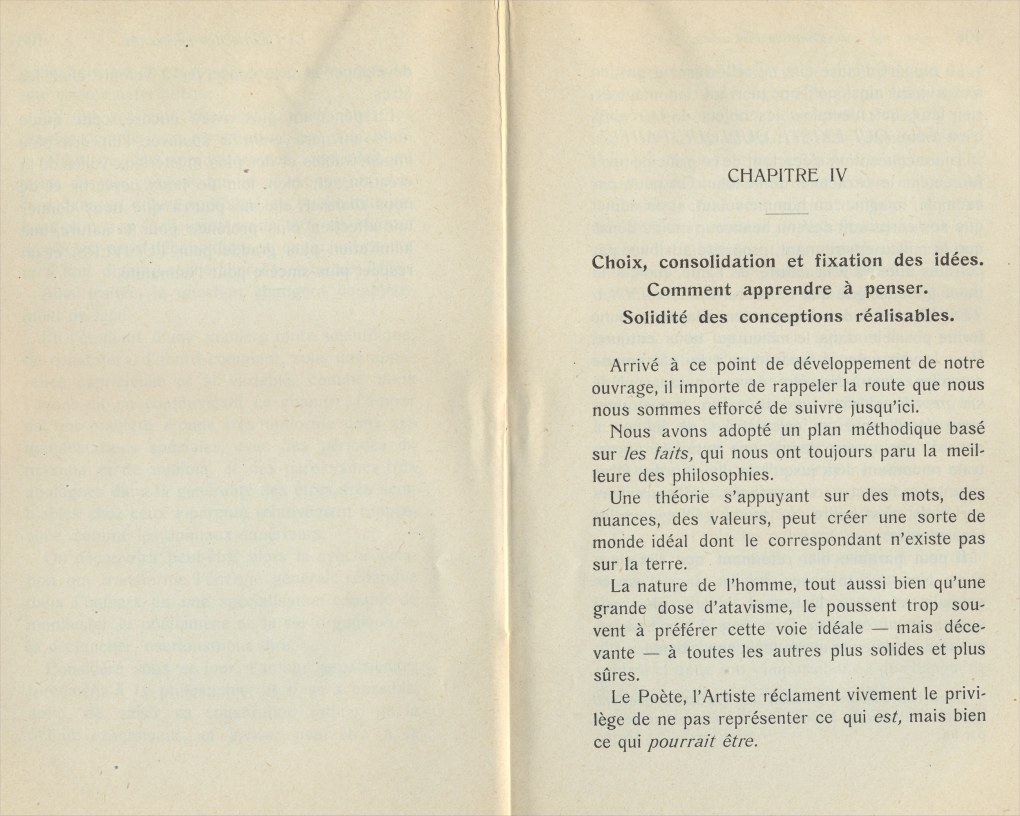 CHAPITRE IV
Choix, consolidation et fixation des idées.
Comment apprendre à penser.
Solidité des conceptions réalisables.
Arrivé à ce point de développement de notre
ouvrage, il importe de rappeler la route que nous
nous sommes efforcé de suivre jusqu'ici.
Nous avons adopté un plan méthodique basé
sur les faits, qui nous ont toujours paru la meil-
leure des philosophies.
Une théorie s'appuyant sur des mots, des
nuances, des valeurs, peut créer une sorte de
monde idéal dont le correspondant n'existe pas
sur la terre.
La nature de l'homme, tout aussi bien qu'une
grande dose d'atavisme, le poussent trop sou-
vent à préférer cette voie idéale — mais déce-
vante — à toutes les autres plus solides et plus
sûres.
Le Poète, l'Artiste réclament vivement le privi-
lège de ne pas représenter ce qui est, mais bien
ce qui pourrait être.